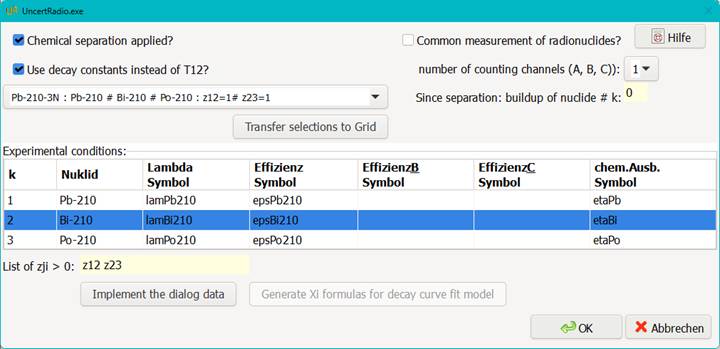 UncertRadio.exe
Chemical separation applied?
Common measurement of radionuclides?
Hilfe
Use decay constants instead of T12?
number of counting channels (A, B, C)):
1
Pb-210-3N : Pb-210 # Bi-210 # Po-210 : z12=1# z23=1
Since separation: buildup of nuclide # k:
0
Transfer selections to Grid
Experimental conditions:
k Nuklid Lambda Symbol Effizienz Symbol EffizienzB Symbol EffizienzC Symbol chem.Ausb. Symbol
1 Pb-210 lamPb210 epsPb210 etaPb
2 Bi-210 lamBi210 epsBi210 etaBi
3 Po-210 lamPo210 epsPo210 etaPo
List of zji > 0: z12 z23
Implement the dialog data
Generate Xi formulas for decay curve fit model
OK
Abbrechen